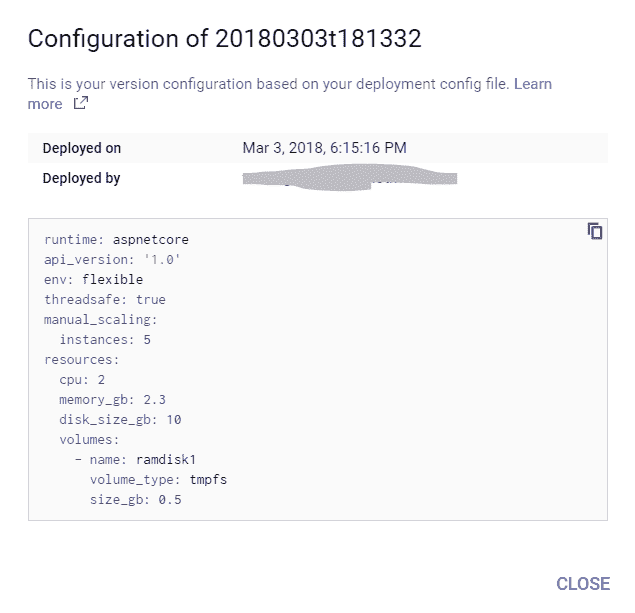 Configuration of 20180303t181332
This is your version configuration based on your deployment config file. Learn
more
Deployed on Mar 3, 2018, 6:15:16 PM
Deployed by
runtime: aspnetcore
api_version: '1.0'
env: flexible
threadsafe: true
manual_scaling:
  instances: 5
resources:
  cpu: 2
  memory_gb: 2.3
  disk_size_gb: 10
  volumes:
    - name: ramdisk1
      volume_type: tmpfs
      size_gb: 0.5
CLOSE